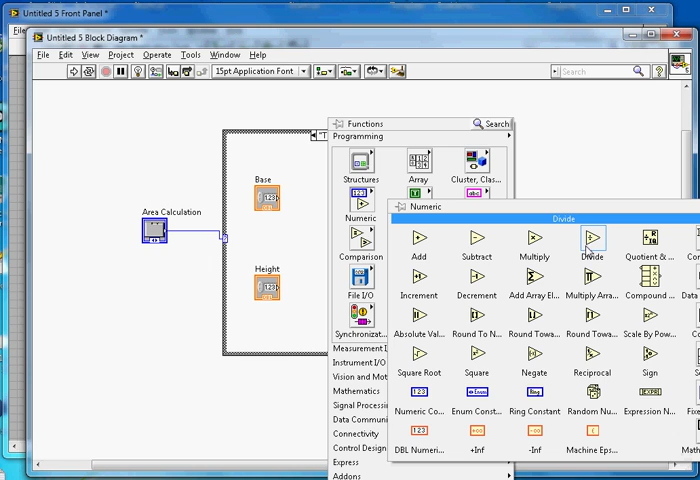 Untitled 5 Front Panel *
Untitled 5 Block Diagram *
File Edit View Project Operate Tools Window Help
15pt Application Font
Search
Functions
Search
Programming
Structures Array Cluster, Clas...
Numeric
Comparison
File I/O
Synchronizat...
Measurement I
Instrument I/O
Vision and Mot
Mathematics
Signal Processi
Data Communi
Connectivity
Control Design
Express
Addons
Numeric
Divide
Add Subtract Multiply Divide Quotient & ...
Increment Decrement Add Array El... Multiply Arra... Compound ...
Absolute Val... Round To N... Round Towa... Round Towa... Scale By Pow...
Square Root Square Negate Reciprocal Sign
Numeric Co... Enum Const... Ring Constant Random Nu... Expression N...
DBL Numeri... +Inf -Inf Machine Eps...
Area Calculation
Base
Height